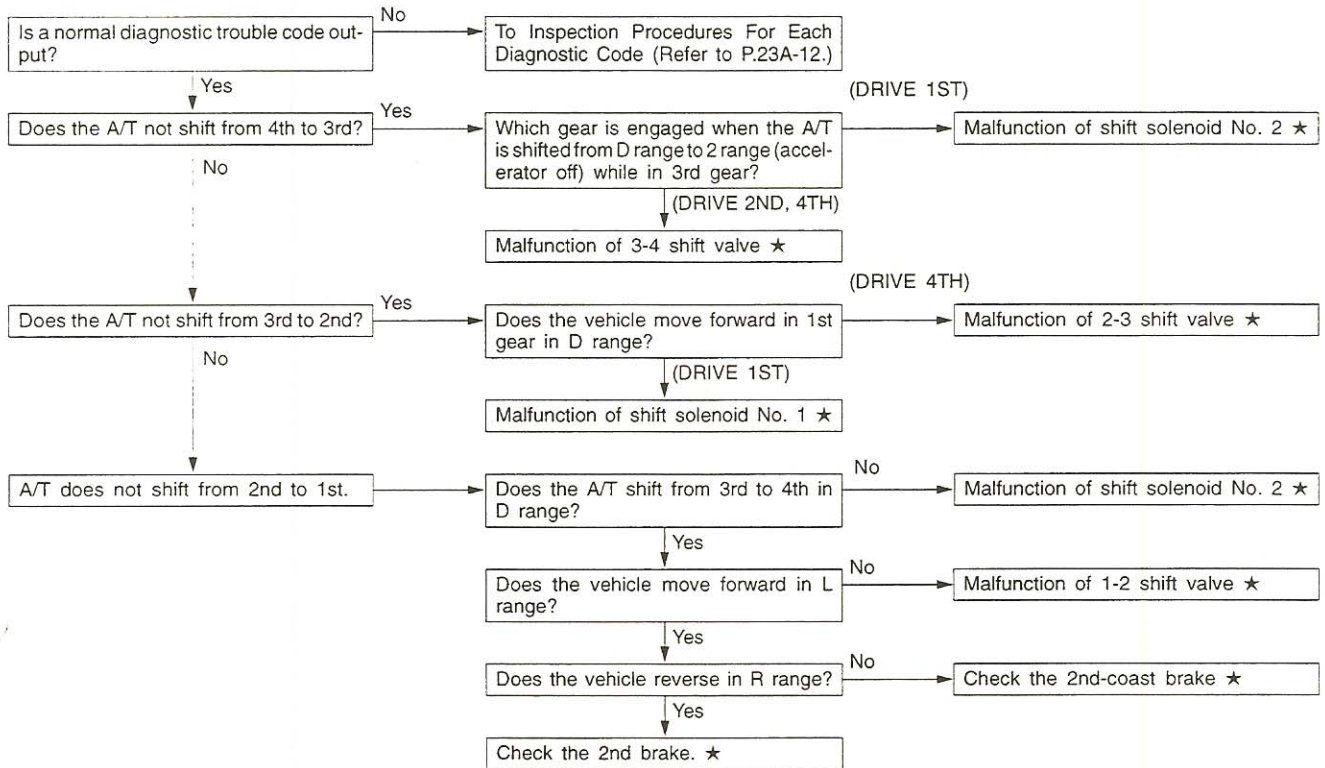 Is a normal diagnostic trouble code out-
put?
No
To Inspection Procedures For Each
Diagnostic Code (Refer to P.23A-12.)
Yes
Does the A/T not shift from 4th to 3rd?
Yes
Which gear is engaged when the A/T
is shifted from D range to 2 range (accel-
erator off) while in 3rd gear?
(DRIVE 1ST)
Malfunction of shift solenoid No. 2 ★
No
(DRIVE 2ND, 4TH)
Malfunction of 3-4 shift valve ★
Does the A/T not shift from 3rd to 2nd?
Yes
Does the vehicle move forward in 1st
gear in D range?
(DRIVE 4TH)
Malfunction of 2-3 shift valve ★
No
(DRIVE 1ST)
Malfunction of shift solenoid No. 1 ★
A/T does not shift from 2nd to 1st.
Does the A/T shift from 3rd to 4th in
D range?
No
Malfunction of shift solenoid No. 2 ★
Yes
Does the vehicle move forward in L
range?
No
Malfunction of 1-2 shift valve ★
Yes
Does the vehicle reverse in R range?
No
Check the 2nd-coast brake ★
Yes
Check the 2nd brake. ★